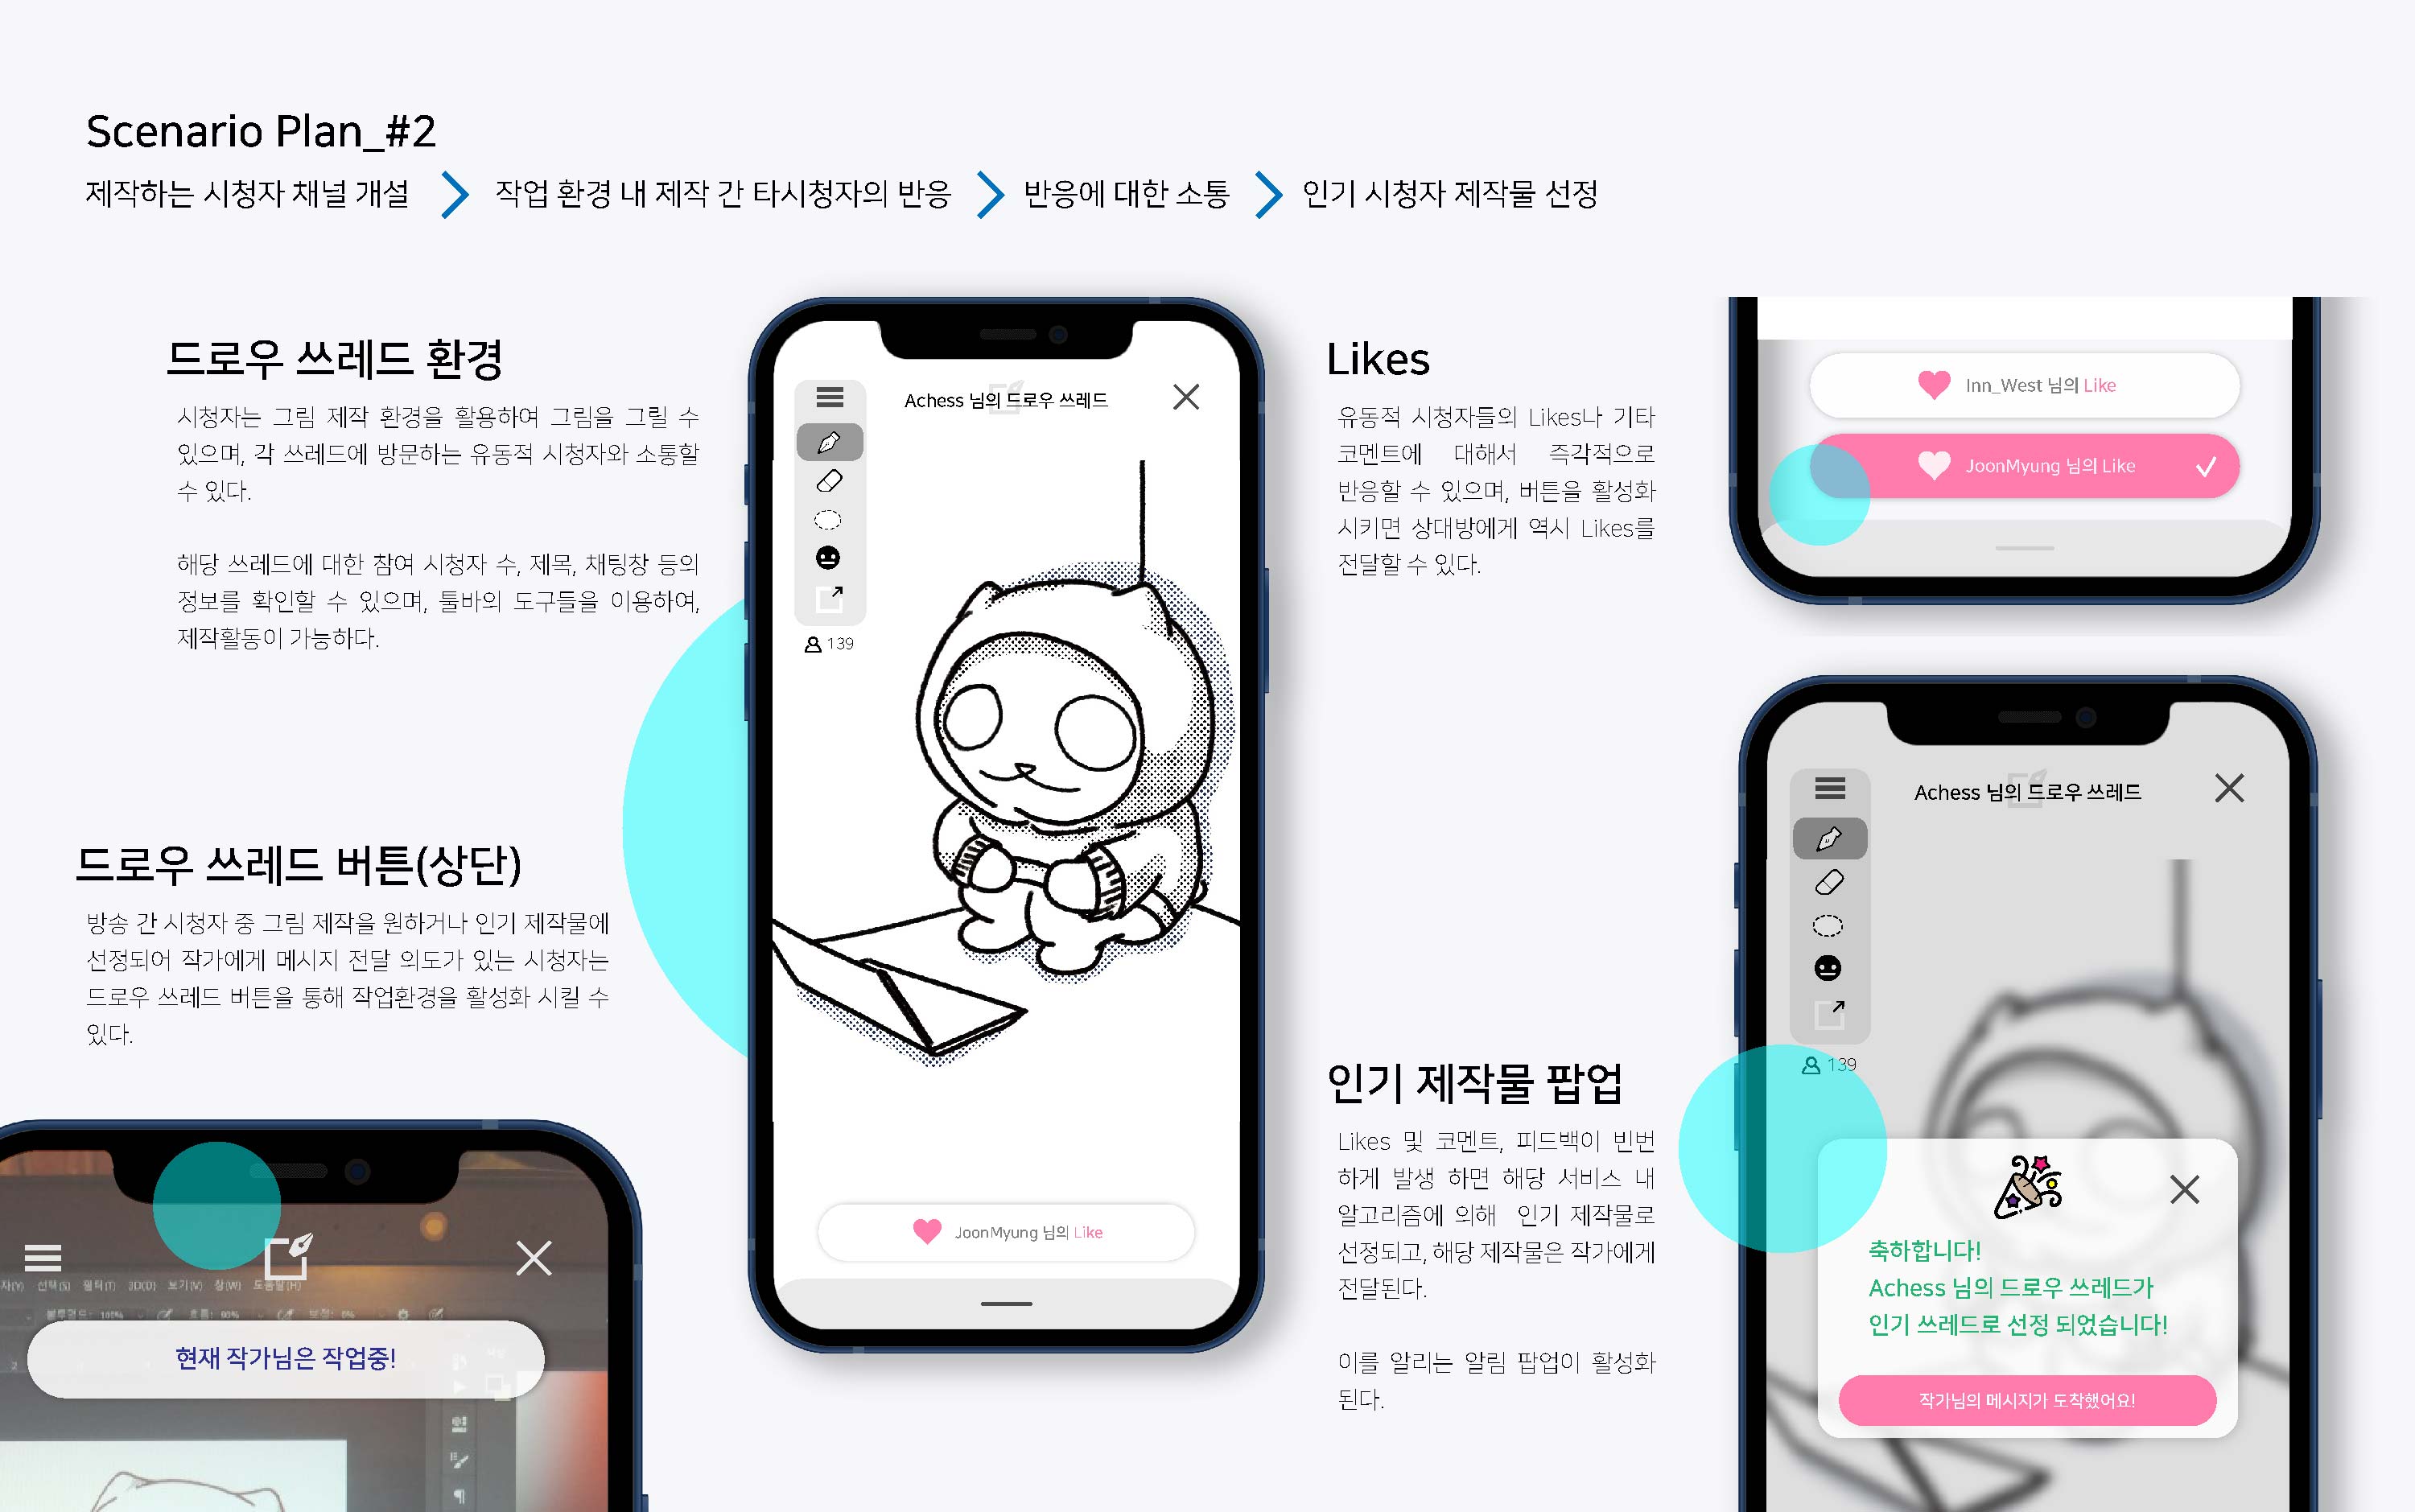 Scenario Plan_#2
제작하는 시청자 채널 개설
작업 환경 내 제작 간 타시청자의 반응
반응에 대한 소통
인기 시청자 제작물 선정
드로우 쓰레드 환경
시청자는 그림 제작 환경을 활용하여 그림을 그릴 수
있으며, 각 쓰레드에 방문하는 유동적 시청자와 소통할
수 있다.
해당 쓰레드에 대한 참여 시청자 수, 제목, 채팅창 등의
정보를 확인할 수 있으며, 툴바의 도구들을 이용하여,
제작활동이 가능하다.
드로우 쓰레드 버튼(상단)
방송 간 시청자 중 그림 제작을 원하거나 인기 제작물에
선정되어 작가에게 메시지 전달 의도가 있는 시청자는
드로우 쓰레드 버튼을 통해 작업환경을 활성화 시킬 수
있다.
선택(S) 필터(T) 3D(D) 보기(V) 창(W) 도움말(H)
현재 작가님은 작업중!
Achess 님의 드로우 쓰레드
139
JoonMyung 님의 Like
Likes
유동적 시청자들의 Likes나 기타
코멘트에 대해서 즉각적으로
반응할 수 있으며, 버튼을 활성화
시키면 상대방에게 역시 Likes를
전달할 수 있다.
Inn_West 님의 Like
JoonMyung 님의 Like
인기 제작물 팝업
Likes 및 코멘트, 피드백이 빈번
하게 발생 하면 해당 서비스 내
알고리즘에 의해 인기 제작물로
선정되고, 해당 제작물은 작가에게
전달된다.
이를 알리는 알림 팝업이 활성화
된다.
Achess 님의 드로우 쓰레드
139
축하합니다!
Achess 님의 드로우 쓰레드가
인기 쓰레드로 선정 되었습니다!
작가님의 메시지가 도착했어요!